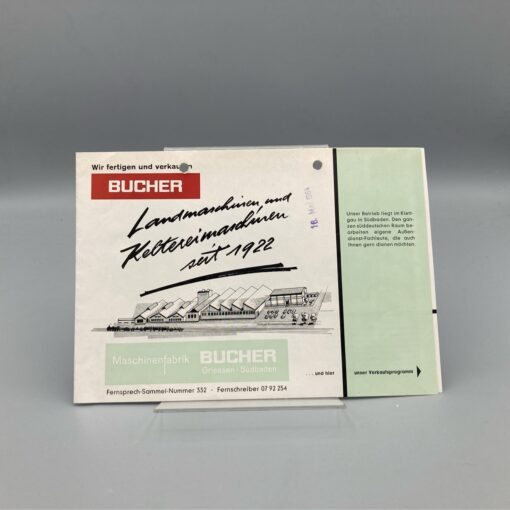 Wir fertigen und verkaufen
BUCHER
Landmaschinen und
Keltereimaschinen
seit 1922
Maschinenfabrik BUCHER
Griessen - Südbaden
Fernsprech-Sammel-Nummer 332 · Fernschreiber 07 92 254
... und hier
Unser Betrieb liegt im Klett-
gau in Südbaden. Den gan-
zen süddeutschen Raum be-
arbeiten eigene Außen-
dienst-Fachleute, die auch
Ihnen gern dienen möchten.
unser Verkaufsprogramm